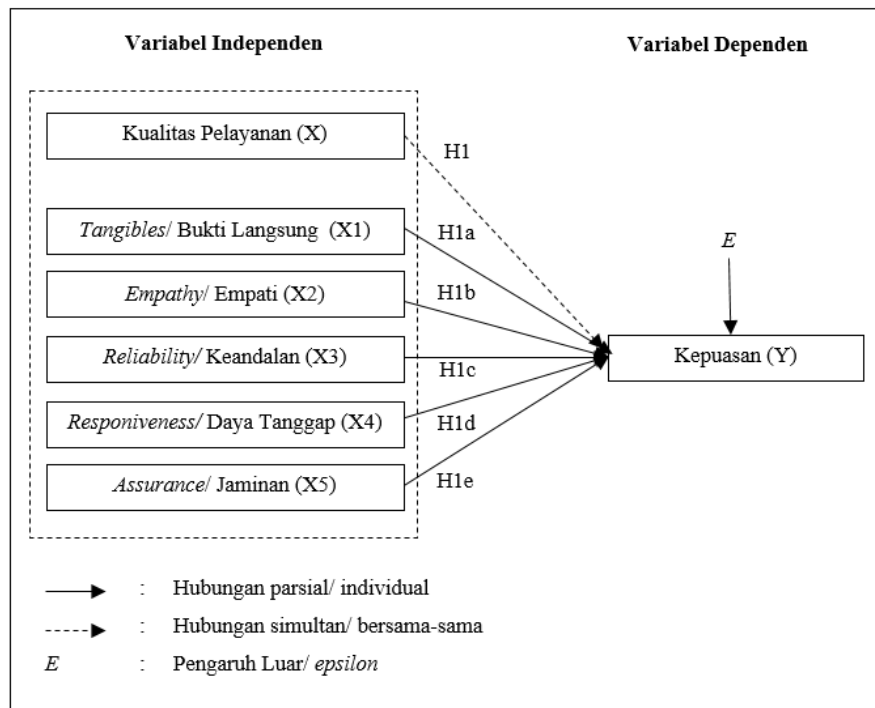 Variabel Independen
Variabel Dependen
Kualitas Pelayanan (X)
H1
Tangibles/ Bukti Langsung (X1)
H1a
E
Empathy/ Empati (X2)
H1b
Reliability/ Keandalan (X3)
Kepuasan (Y)
H1c
Responiveness/ Daya Tanggap (X4)
H1d
Assurance/ Jaminan (X5)
H1e
: Hubungan parsial/ individual
: Hubungan simultan/ bersama-sama
E : Pengaruh Luar/ epsilon